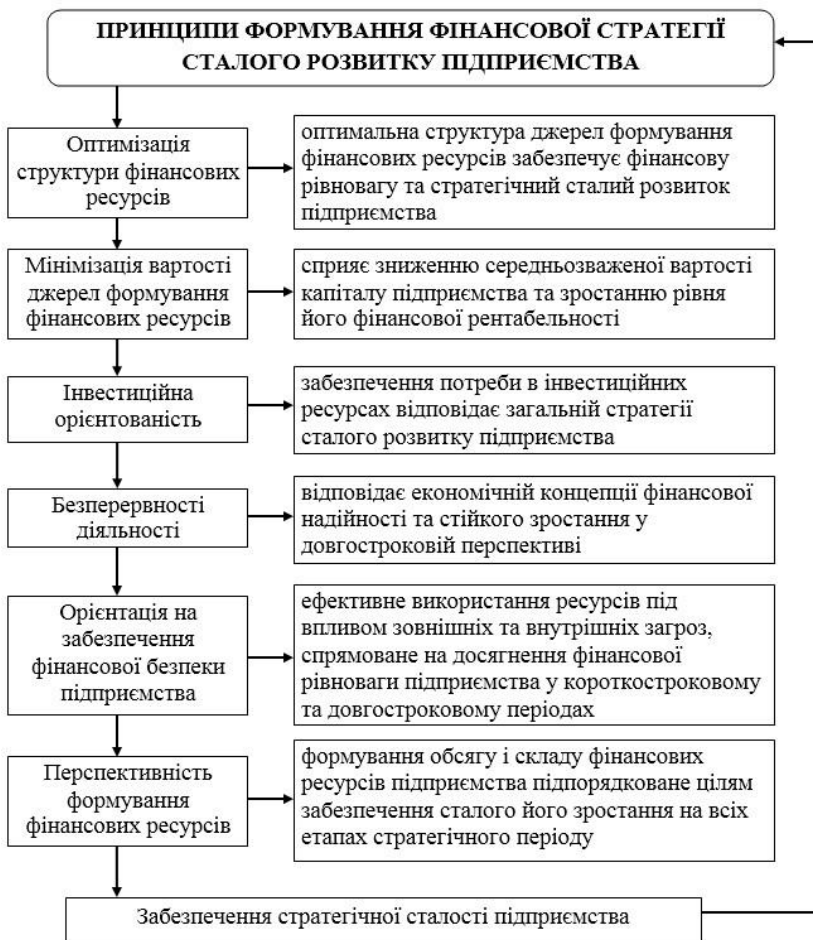 ПРИНЦИПИ ФОРМУВАННЯ ФІНАНСОВОЇ СТРАТЕГІЇ
СТАЛОГО РОЗВИТКУ ПІДПРИЄМСТВА
Оптимізація
структури фінансових
ресурсів
оптимальна структура джерел формування
фінансових ресурсів забезпечує фінансову
рівновагу та стратегічний сталий розвиток
підприємства
Мінімізація вартості
джерел формування
фінансових ресурсів
сприяє зниженню середньозваженої вартості
капіталу підприємства та зростанню рівня
його фінансової рентабельності
Інвестиційна
орієнтованість
забезпечення потреби в інвестиційних
ресурсах відповідає загальній стратегії
сталого розвитку підприємства
Безперервності
діяльності
відповідає економічній концепції фінансової
надійності та стійкого зростання у
довгостроковій перспективі
Орієнтація на
забезпечення
фінансової безпеки
підприємства
ефективне використання ресурсів під
впливом зовнішніх та внутрішніх загроз,
спрямоване на досягнення фінансової
рівноваги підприємства у короткостроковому
та довгостроковому періодах
Перспективність
формування
фінансових ресурсів
формування обсягу і складу фінансових
ресурсів підприємства підпорядковане цілям
забезпечення сталого його зростання на всіх
етапах стратегічного періоду
Забезпечення стратегічної сталості підприємства